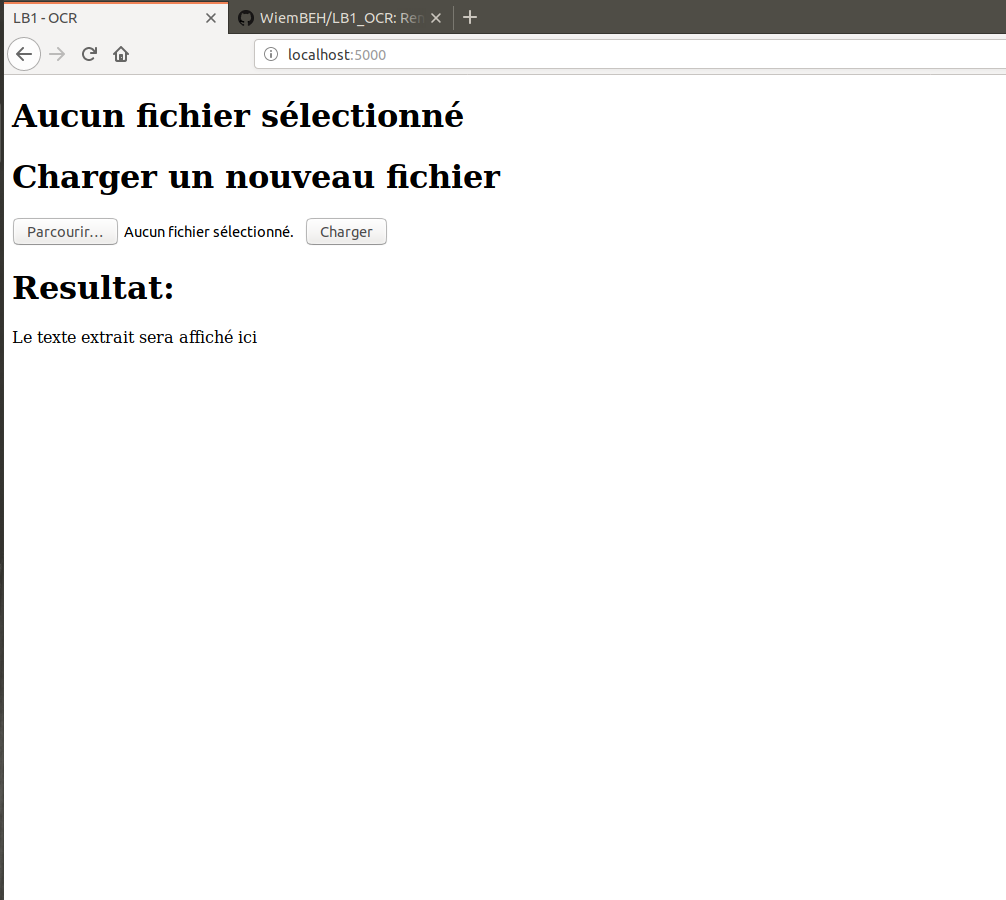 LB1 - OCR
WiemBEH/LB1_OCR: Ren
localhost:5000
Aucun fichier sélectionné
Charger un nouveau fichier
Parcourir... Aucun fichier sélectionné. Charger
Resultat:
Le texte extrait sera affiché ici